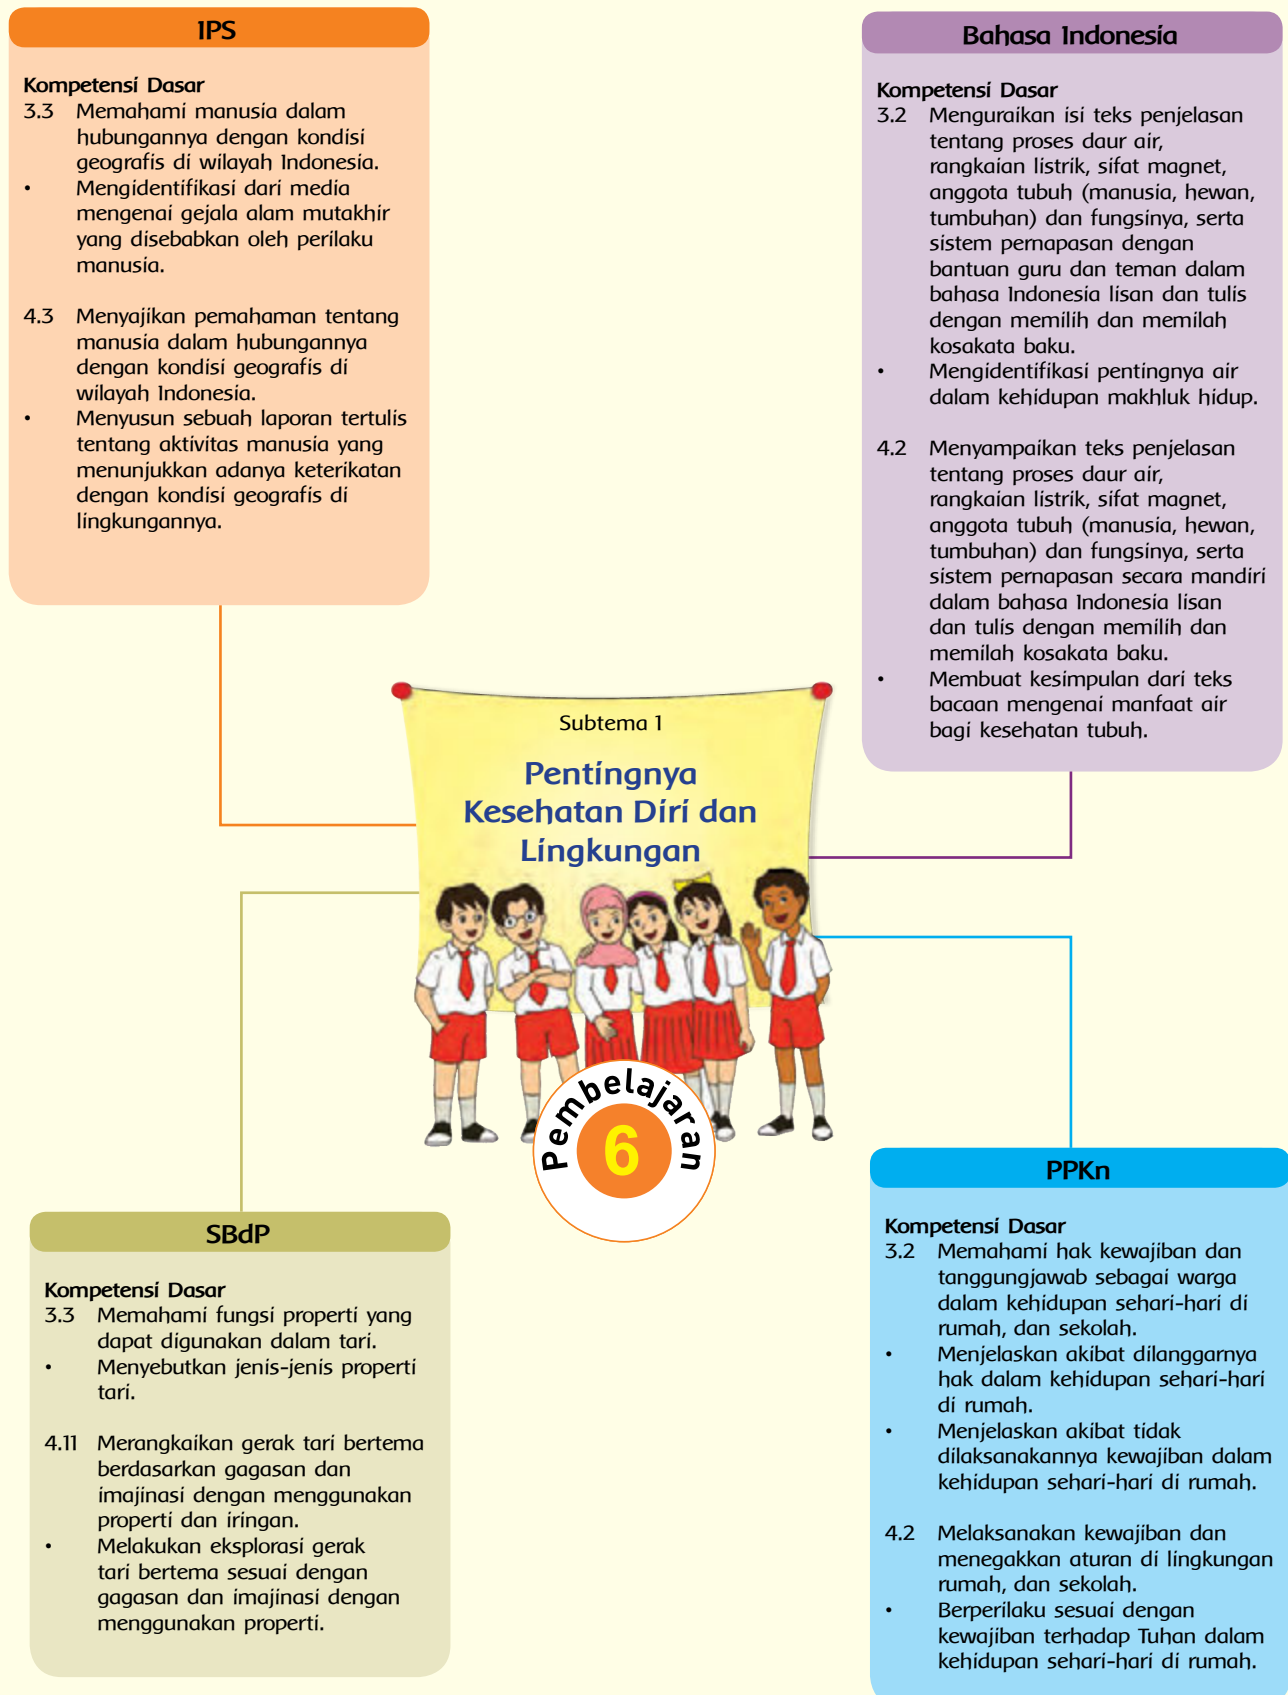 IPS
Kompetensi Dasar
3.3 Memahami manusia dalam
hubungannya dengan kondisi
geografis di wilayah Indonesia.
• Mengidentifikasi dari media
mengenai gejala alam mutakhir
yang disebabkan oleh perilaku
manusia.
4.3 Menyajikan pemahaman tentang
manusia dalam hubungannya
dengan kondisi geografis di
wilayah Indonesia.
• Menyusun sebuah laporan tertulis
tentang aktivitas manusia yang
menunjukkan adanya keterikatan
dengan kondisi geografis di
lingkungannya.
Bahasa Indonesia
Kompetensi Dasar
3.2 Menguraikan isi teks penjelasan
tentang proses daur air,
rangkaian listrik, sifat magnet,
anggota tubuh (manusia, hewan,
tumbuhan) dan fungsinya, serta
sistem pernapasan dengan
bantuan guru dan teman dalam
bahasa Indonesia lisan dan tulis
dengan memilih dan memilah
kosakata baku.
• Mengidentifikasi pentingnya air
dalam kehidupan makhluk hidup.
4.2 Menyampaikan teks penjelasan
tentang proses daur air,
rangkaian listrik, sifat magnet,
anggota tubuh (manusia, hewan,
tumbuhan) dan fungsinya, serta
sistem pernapasan secara mandiri
dalam bahasa Indonesia lisan
dan tulis dengan memilih dan
memilah kosakata baku.
• Membuat kesimpulan dari teks
bacaan mengenai manfaat air
bagi kesehatan tubuh.
Subtema 1
Pentingnya
Kesehatan Diri dan
Lingkungan
Pembelajaran
6
SBdP
Kompetensi Dasar
3.3 Memahami fungsi properti yang
dapat digunakan dalam tari.
• Menyebutkan jenis-jenis properti
tari.
4.11 Merangkaikan gerak tari bertema
berdasarkan gagasan dan
imajinasi dengan menggunakan
properti dan iringan.
• Melakukan eksplorasi gerak
tari bertema sesuai dengan
gagasan dan imajinasi dengan
menggunakan properti.
PPKn
Kompetensi Dasar
3.2 Memahami hak kewajiban dan
tanggungjawab sebagai warga
dalam kehidupan sehari-hari di
rumah, dan sekolah.
• Menjelaskan akibat dilanggarnya
hak dalam kehidupan sehari-hari
di rumah.
• Menjelaskan akibat tidak
dilaksanakannya kewajiban dalam
kehidupan sehari-hari di rumah.
4.2 Melaksanakan kewajiban dan
menegakkan aturan di lingkungan
rumah, dan sekolah.
• Berperilaku sesuai dengan
kewajiban terhadap Tuhan dalam
kehidupan sehari-hari di rumah.